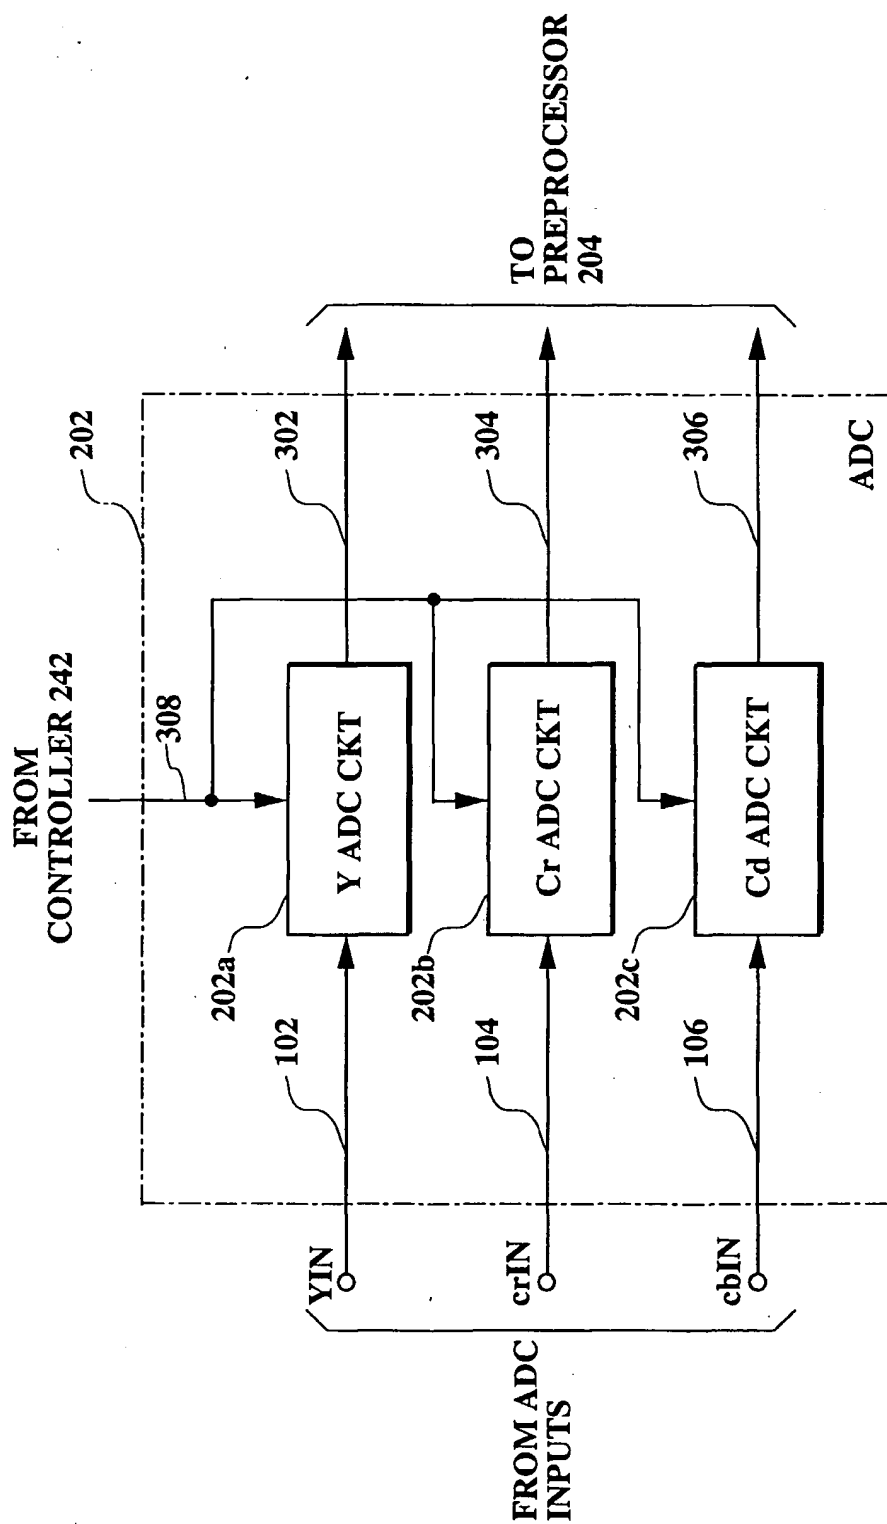 FROM
CONTROLLER 242
308
202
202a
Y ADC CKT
302
YIN
102
202b
Cr ADC CKT
304
crIN
104
202c
Cd ADC CKT
306
cbIN
106
ADC
FROM ADC
INPUTS
TO
PREPROCESSOR
204